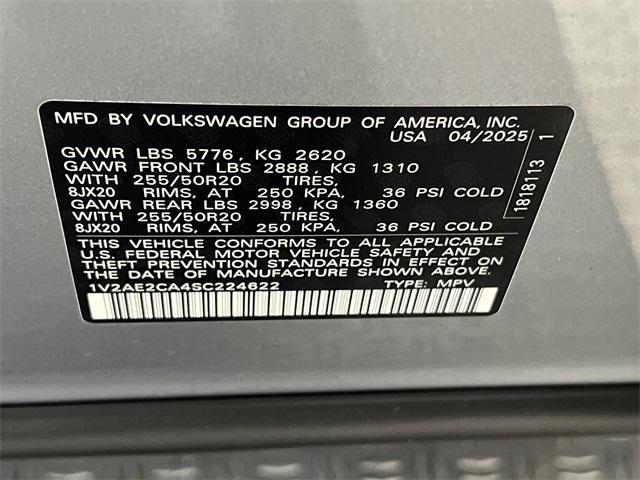 MFD BY VOLKSWAGEN GROUP OF AMERICA, INC.
USA 04/2025
GVWR LBS 5776, KG 2620
GAWR FRONT LBS 2888, KG 1310
WITH 255/50R20 TIRES,
8JX20 RIMS, AT 250 KPA, 36 PSI COLD
GAWR REAR LBS 2998, KG 1360
WITH 255/50R20 TIRES,
8JX20 RIMS, AT 250 KPA, 36 PSI COLD
THIS VEHICLE CONFORMS TO ALL APPLICABLE
U.S. FEDERAL MOTOR VEHICLE SAFETY AND
THEFT PREVENTION STANDARDS IN EFFECT ON
THE DATE OF MANUFACTURE SHOWN ABOVE.
1V2AE2CA4SC224622 TYPE: MPV
1818113 1